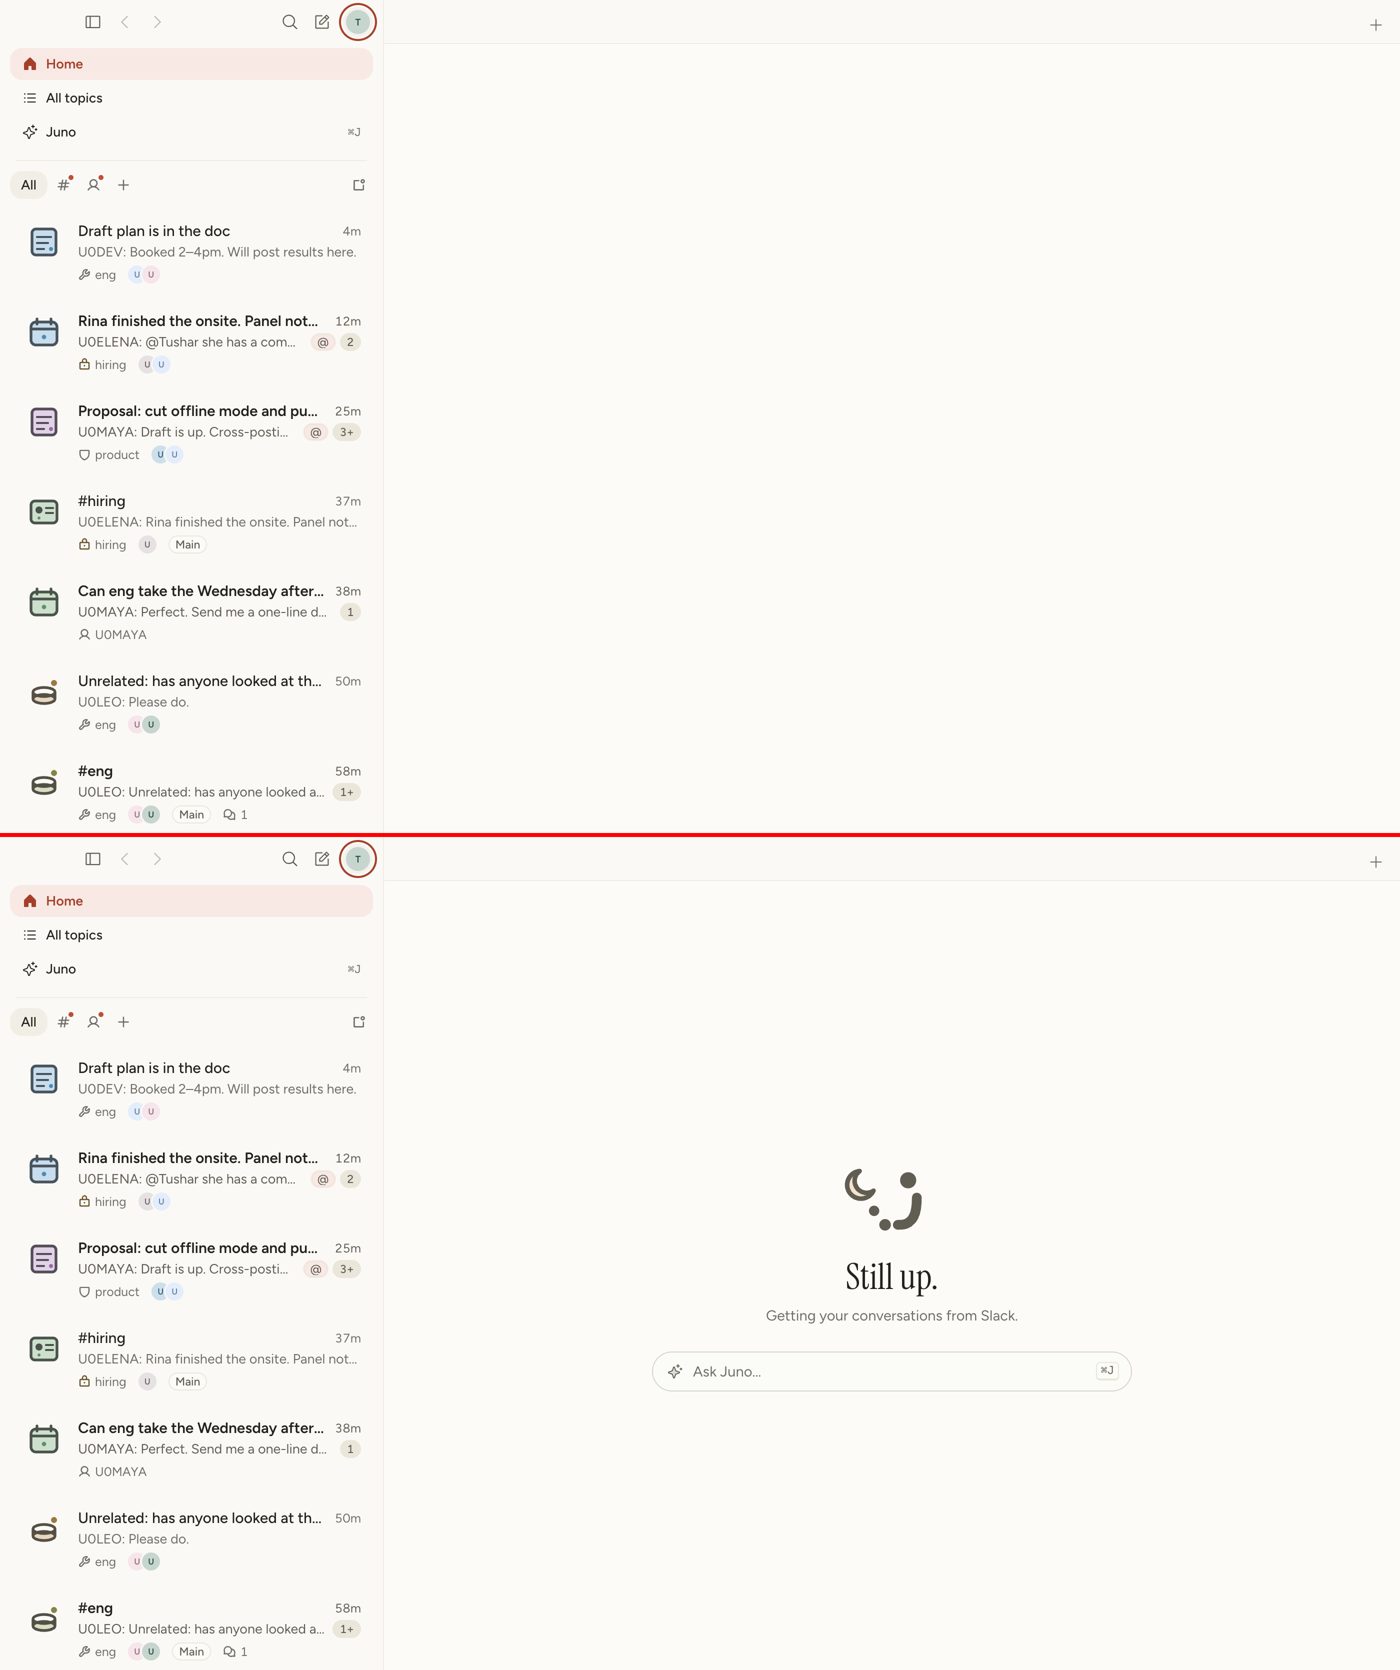 T
Home
All topics
Juno ⌘J
All
Draft plan is in the doc 4m
U0DEV: Booked 2–4pm. Will post results here.
eng U U
Rina finished the onsite. Panel not... 12m
U0ELENA: @Tushar she has a com... @ 2
hiring U U
Proposal: cut offline mode and pu... 25m
U0MAYA: Draft is up. Cross-posti... @ 3+
product U U
#hiring 37m
U0ELENA: Rina finished the onsite. Panel not...
hiring U Main
Can eng take the Wednesday after... 38m
U0MAYA: Perfect. Send me a one-line d... 1
U0MAYA
Unrelated: has anyone looked at th... 50m
U0LEO: Please do.
eng U U
#eng 58m
U0LEO: Unrelated: has anyone looked a... 1+
eng U U Main 1
T
Home
All topics
Juno ⌘J
All
Draft plan is in the doc 4m
U0DEV: Booked 2–4pm. Will post results here.
eng U U
Rina finished the onsite. Panel not... 12m
U0ELENA: @Tushar she has a com... @ 2
hiring U U
Proposal: cut offline mode and pu... 25m
U0MAYA: Draft is up. Cross-posti... @ 3+
product U U
#hiring 37m
U0ELENA: Rina finished the onsite. Panel not...
hiring U Main
Can eng take the Wednesday after... 38m
U0MAYA: Perfect. Send me a one-line d... 1
U0MAYA
Unrelated: has anyone looked at th... 50m
U0LEO: Please do.
eng U U
#eng 58m
U0LEO: Unrelated: has anyone looked a... 1+
eng U U Main 1
Still up.
Getting your conversations from Slack.
Ask Juno... ⌘J